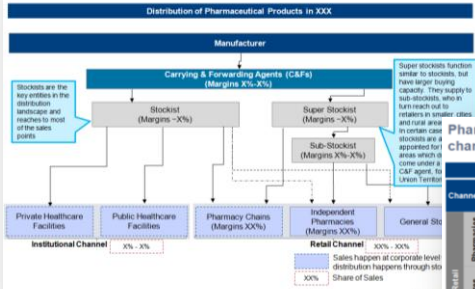 Distribution of Pharmaceutical Products in XXX
Manufacturer
Carrying & Forwarding Agents (C&Fs)
(Margins X%-X%)
Stockists are the
key entities in the
distribution
landscape and
reaches to most
of the sales
points
Stockist
(Margins ~X%)
Super Stockist
(Margins ~X%)
Sub-Stockist
(Margins X%-X%)
Super stockists function
similar to stockists, but
have larger buying
capacity. They supply to
sub-stockists, who in
turn reach out to
retailers in smaller cities
and rural areas
In certain case
stockists are a
appointed for
areas which d
come under a
C&F agent, fo
Union Territor
Private Healthcare
Facilities
Public Healthcare
Facilities
Pharmacy Chains
(Margins XX%)
Independent
Pharmacies
(Margins XX%)
General Sto
Institutional Channel X% - X%
Retail Channel XX% - XX%
Sales happen at corporate level
distribution happens through sto
XX% Share of Sales
Phar
chan
Channe
Retail